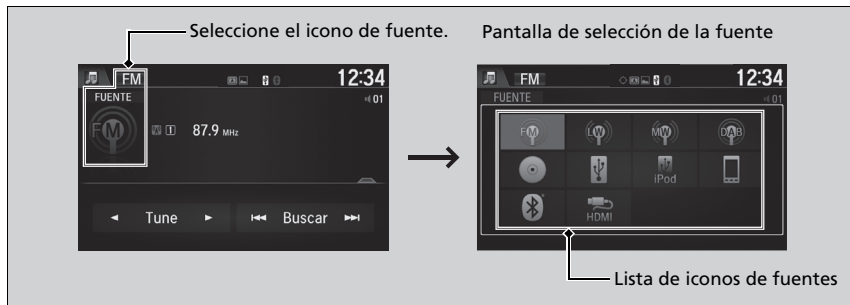 Seleccione el icono de fuente.
Pantalla de selección de la fuente
FM
12:34
FUENTE
01
FM
1
87.9 MHz
Tune
Buscar
FM
12:34
FUENTE
01
FM
LW
MW
DAB
iPod
HDMI
Lista de iconos de fuentes